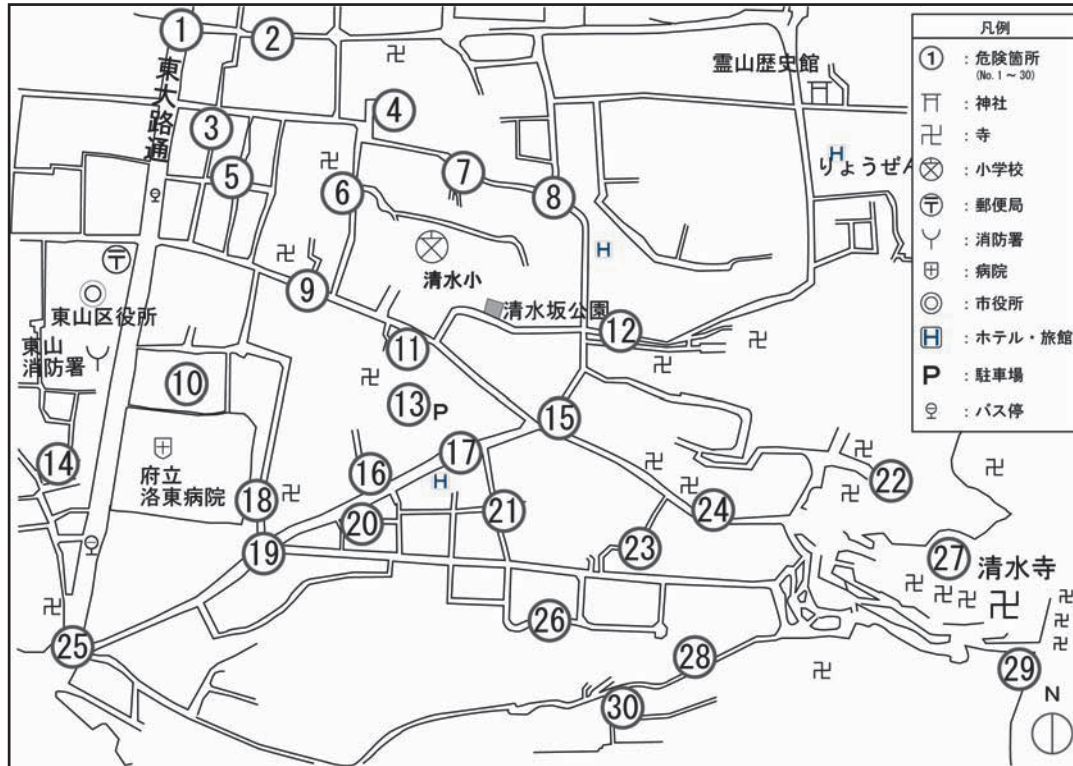 1
2
東大路通
3
4
5
6
7
8
霊山歴史館
H
りょうぜん
H
9
清水小
清水坂公園
10
11
12
東山区役所
東山
消防署
13
P
14
15
16
17
府立
洛東病院
18
H
19
20
21
22
23
24
25
26
27
清水寺
28
29
30
N
凡例
1 : 危険箇所
(No. 1 ～ 30)
: 神社
卍 : 寺
: 小学校
: 郵便局
: 消防署
: 病院
: 市役所
H : ホテル・旅館
P : 駐車場
: バス停